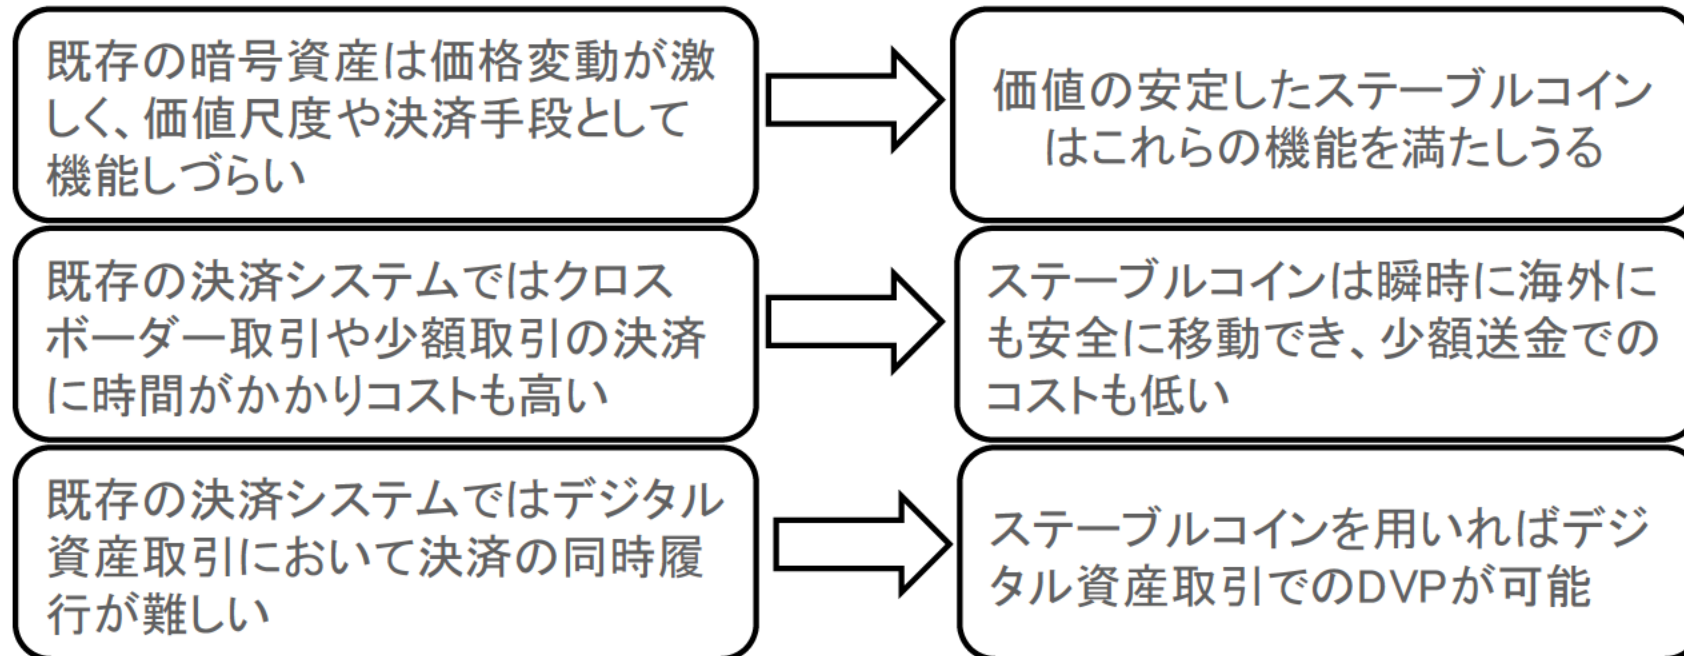 既存の暗号資産は価格変動が激
しく、価値尺度や決済手段として
機能しづらい
価値の安定したステーブルコイン
はこれらの機能を満たしうる
既存の決済システムではクロス
ボーダー取引や少額取引の決済
に時間がかかりコストも高い
ステーブルコインは瞬時に海外に
も安全に移動でき、少額送金での
コストも低い
既存の決済システムではデジタル
資産取引において決済の同時履
行が難しい
ステーブルコインを用いればデジ
タル資産取引でのDVPが可能